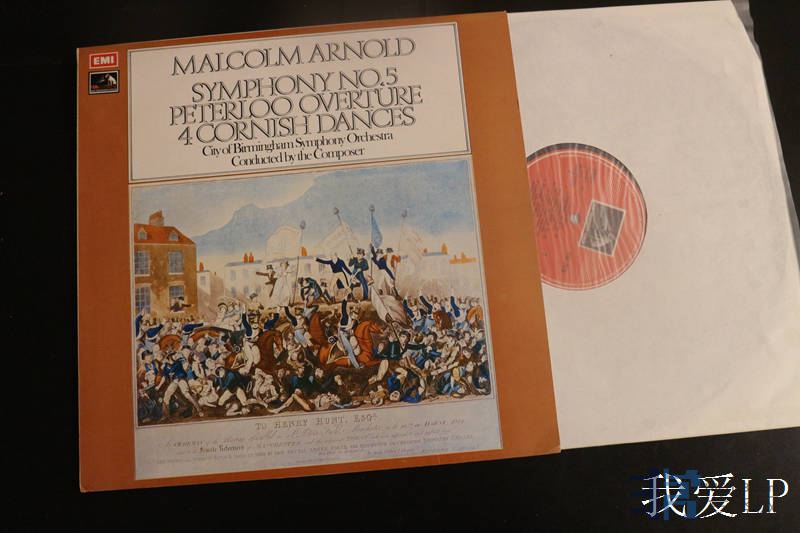 EMI
MALCOLM ARNOLD
SYMPHONY NO.5
PETERLOO OVERTURE
4 CORNISH DANCES
City of Birmingham Symphony Orchestra
Conducted by the Composer
TO HENRY HUNT, ESQR.
我爱LP